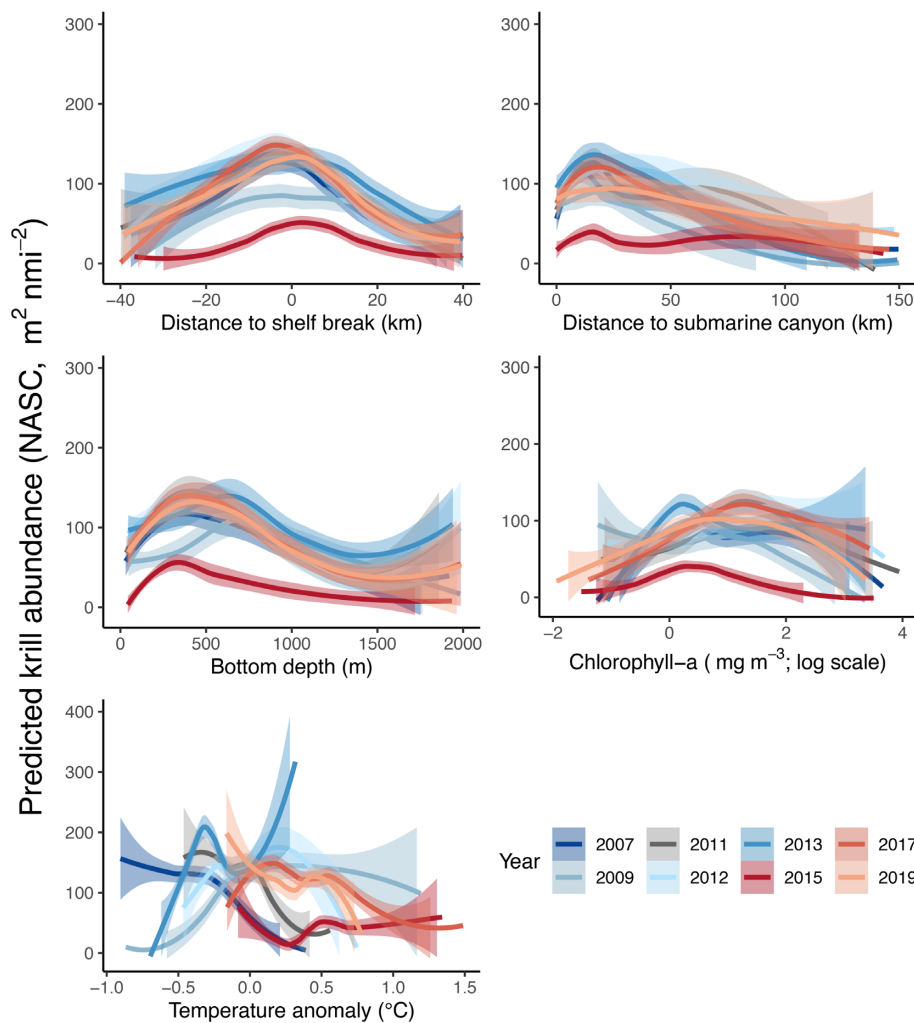 Predicted krill abundance (NASC, m² nmi⁻²)
300
200
100
0
−40 −20 0 20 40
Distance to shelf break (km)
300
200
100
0
0 50 100 150
Distance to submarine canyon (km)
300
200
100
0
0 500 1000 1500 2000
Bottom depth (m)
300
200
100
0
−2 0 2 4
Chlorophyll−a ( mg m⁻³; log scale)
400
300
200
100
0
−1.0 −0.5 0.0 0.5 1.0 1.5
Temperature anomaly (°C)
Year
2007 2011 2013 2017
2009 2012 2015 2019